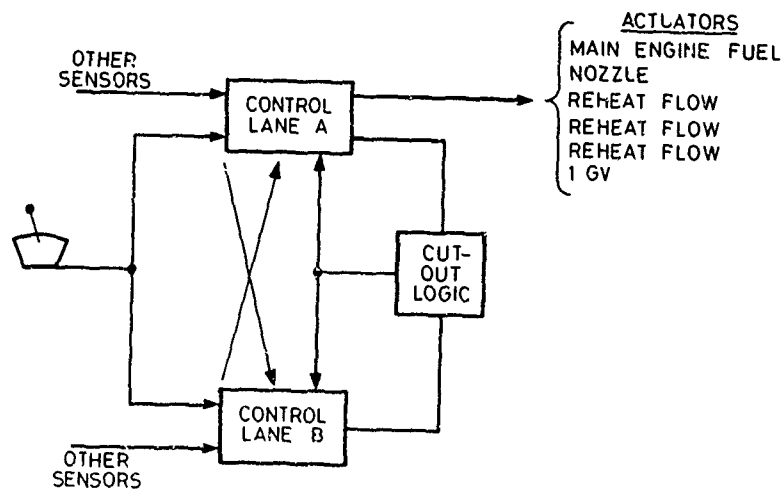 ACTUATORS
MAIN ENGINE FUEL
NOZZLE
REHEAT FLOW
REHEAT FLOW
REHEAT FLOW
1 GV
OTHER
SENSORS
CONTROL
LANE A
CUT-
OUT
LOGIC
CONTROL
LANE B
OTHER
SENSORS